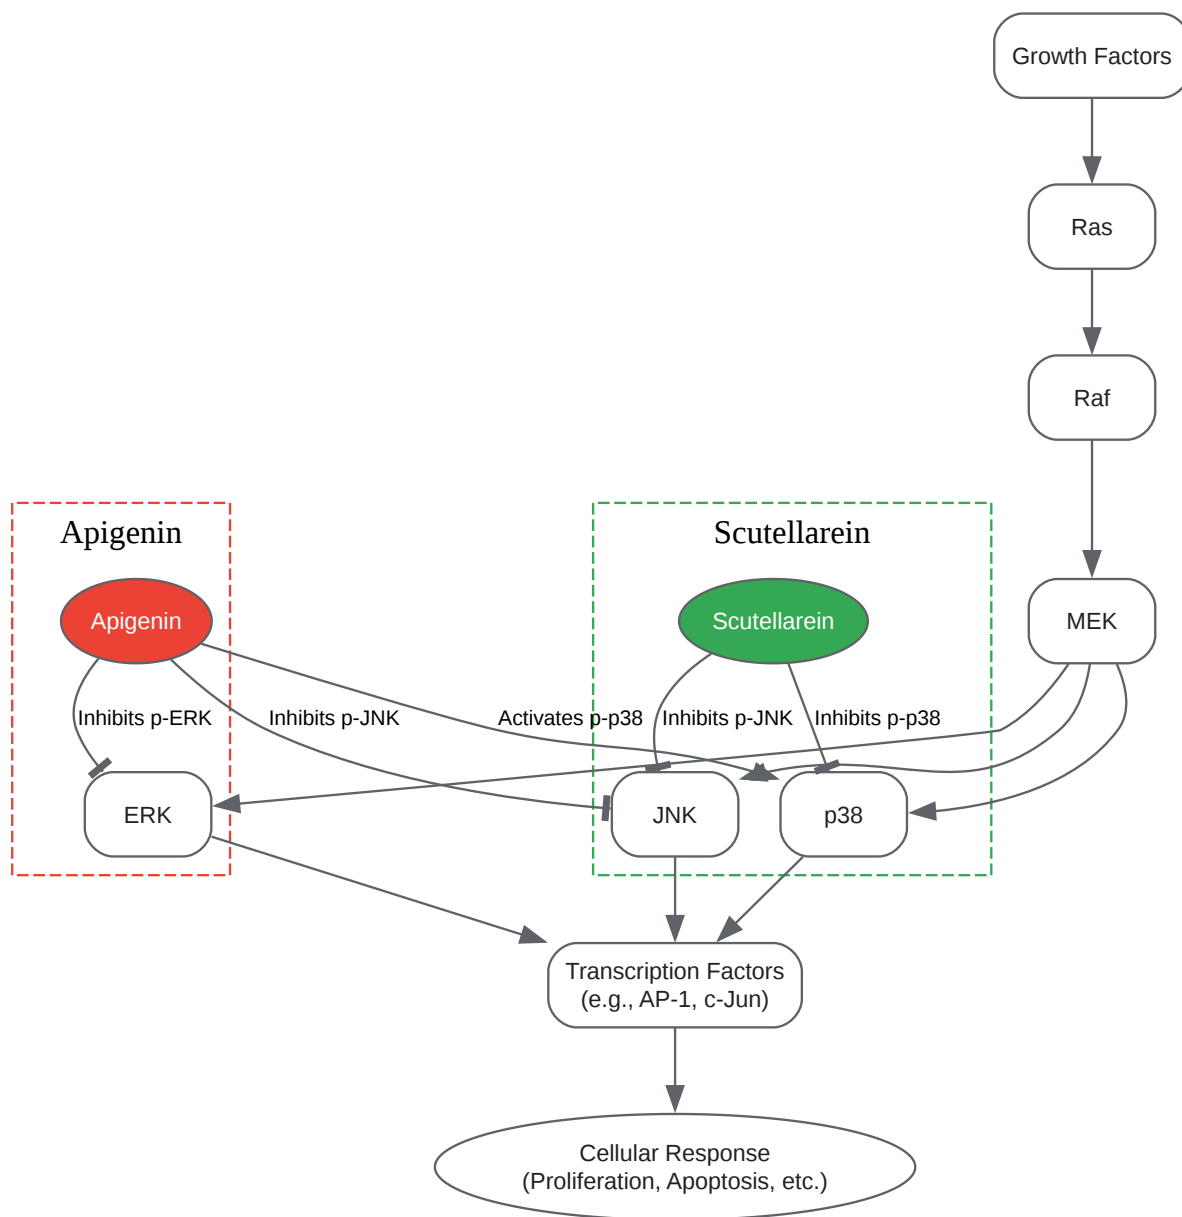 Growth Factors
Ras
Raf
Apigenin
Scutellarein
Apigenin
Scutellarein
MEK
Inhibits p-ERK
Inhibits p-JNK
Activates p-p38
Inhibits p-JNK
Inhibits p-p38
ERK
JNK
p38
Transcription Factors
(e.g., AP-1, c-Jun)
Cellular Response
(Proliferation, Apoptosis, etc.)